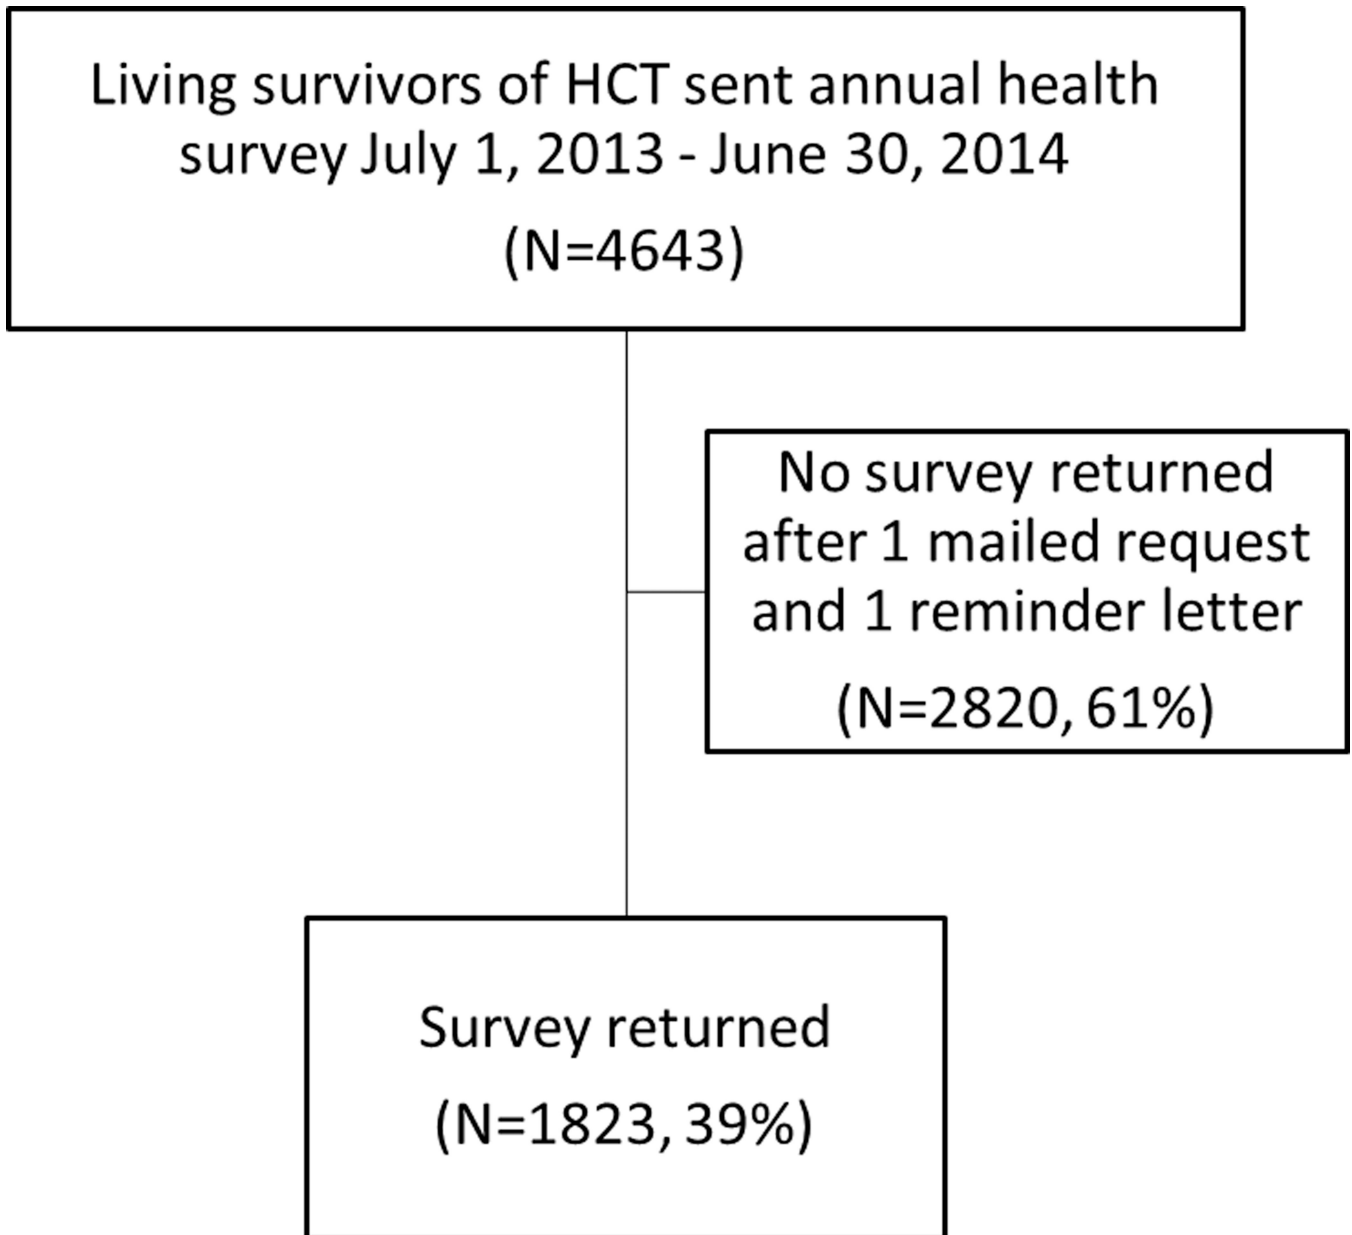 Living survivors of HCT sent annual health
survey July 1, 2013 - June 30, 2014
(N=4643)
No survey returned
after 1 mailed request
and 1 reminder letter
(N=2820, 61%)
Survey returned
(N=1823, 39%)